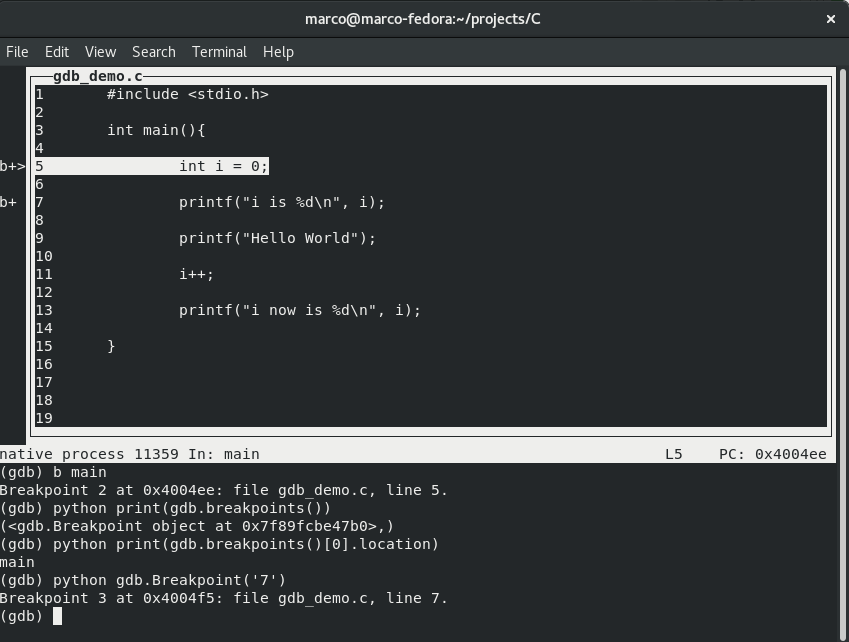 marco@marco-fedora:~/projects/C ×
File Edit View Search Terminal Help
gdb_demo.c
1 #include <stdio.h>
2
3 int main(){
4
b+> 5 int i = 0;
6
b+ 7 printf("i is %d\n", i);
8
9 printf("Hello World");
10
11 i++;
12
13 printf("i now is %d\n", i);
14
15 }
16
17
18
19
native process 11359 In: main L5 PC: 0x4004ee
(gdb) b main
Breakpoint 2 at 0x4004ee: file gdb_demo.c, line 5.
(gdb) python print(gdb.breakpoints())
(<gdb.Breakpoint object at 0x7f89fcbe47b0>,)
(gdb) python print(gdb.breakpoints()[0].location)
main
(gdb) python gdb.Breakpoint('7')
Breakpoint 3 at 0x4004f5: file gdb_demo.c, line 7.
(gdb)